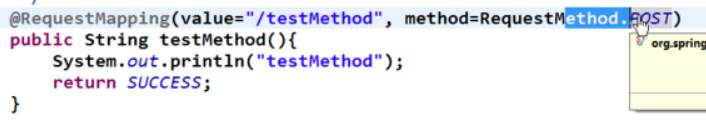 @RequestMapping(value="/testMethod", method=RequestMethod.POST)
public String testMethod(){
System.out.println("testMethod");
return SUCCESS;
}
org.spring